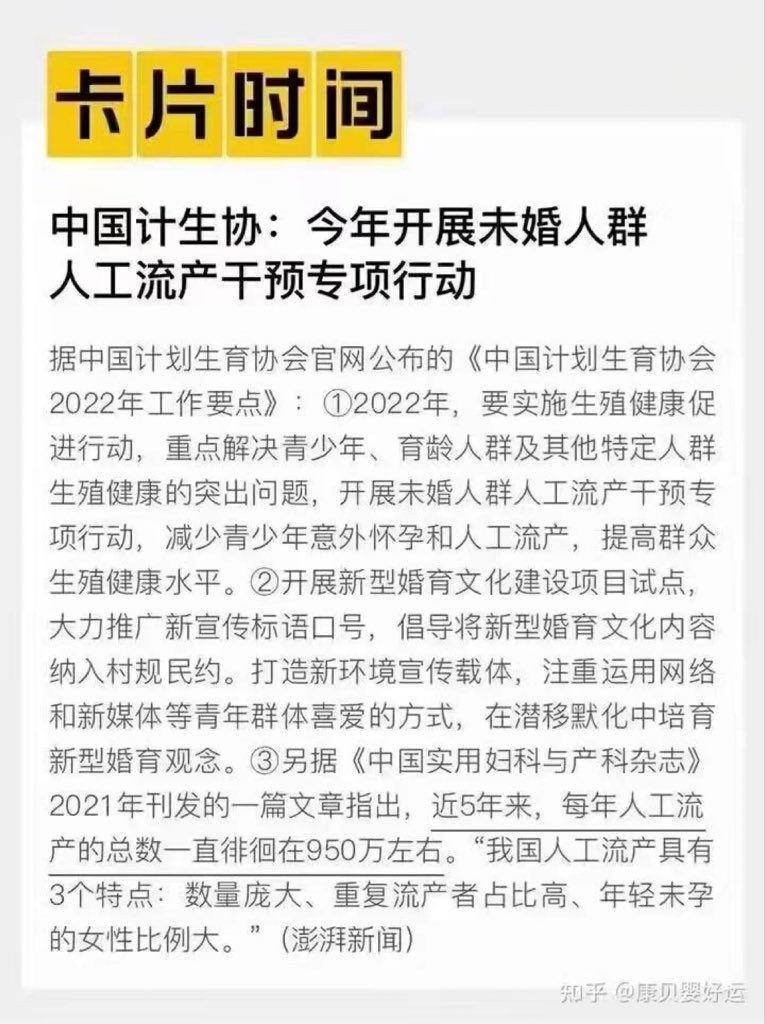 卡片时间
中国计生协：今年开展未婚人群
人工流产干预专项行动
据中国计划生育协会官网公布的《中国计划生育协会
2022年工作要点》：①2022年，要实施生殖健康促
进行动，重点解决青少年、育龄人群及其他特定人群
生殖健康的突出问题，开展未婚人群人工流产干预专
项行动，减少青少年意外怀孕和人工流产，提高群众
生殖健康水平。②开展新型婚育文化建设项目试点，
大力推广新宣传标语口号，倡导将新型婚育文化内容
纳入村规民约。打造新环境宣传载体，注重运用网络
和新媒体等青年群体喜爱的方式，在潜移默化中培育
新型婚育观念。③另据《中国实用妇科与产科杂志》
2021年刊发的一篇文章指出，近5年来，每年人工流
产的总数一直徘徊在950万左右。“我国人工流产具有
3个特点：数量庞大、重复流产者占比高、年轻未孕
的女性比例大。”（澎湃新闻）
知乎 @康贝婴好运